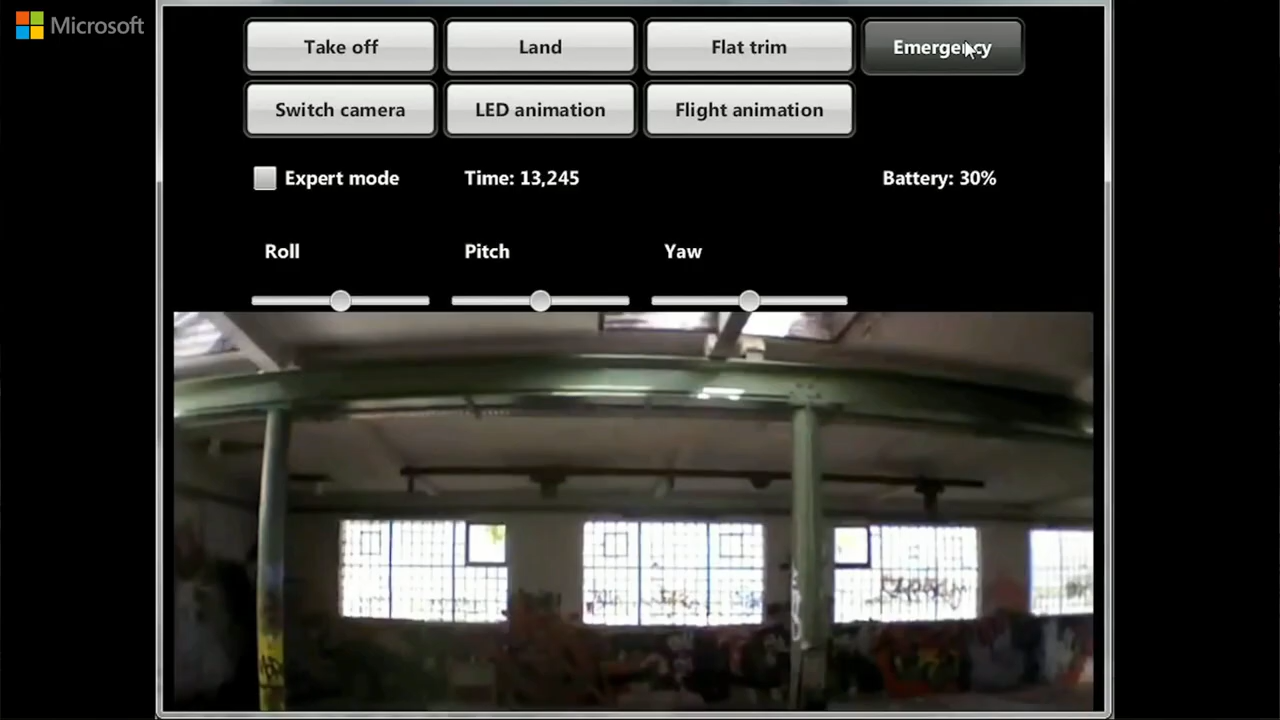 Microsoft
Take off Land Flat trim Emergency
Switch camera LED animation Flight animation
Expert mode Time: 13,245 Battery: 30%
Roll Pitch Yaw